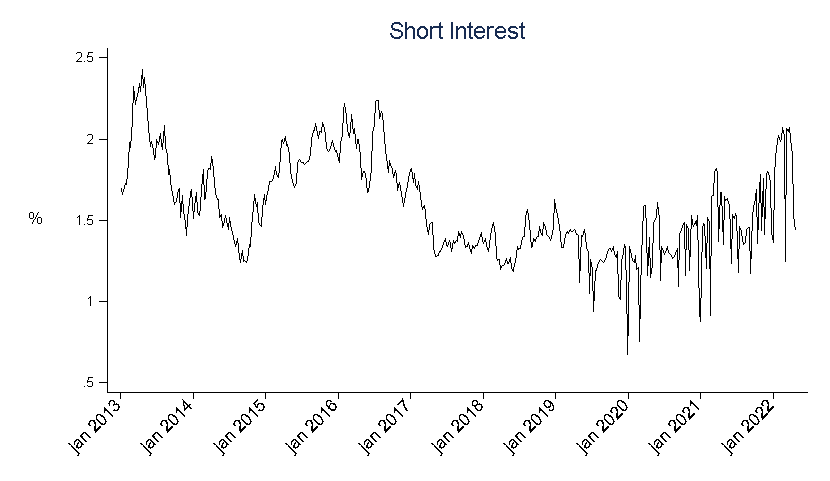 Short Interest
2.5
2
1.5
1
.5
%
Jan 2013
Jan 2014
Jan 2015
Jan 2016
Jan 2017
Jan 2018
Jan 2019
Jan 2020
Jan 2021
Jan 2022